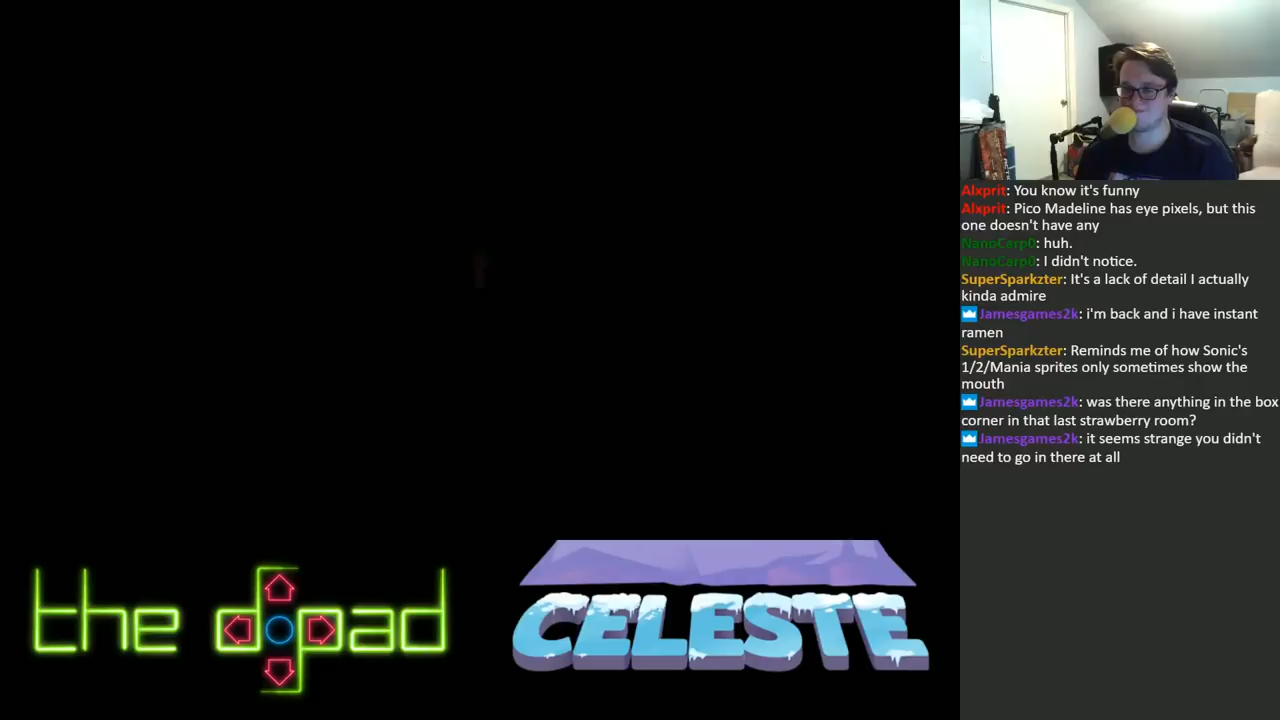 Alxprit: You know it's funny
Alxprit: Pico Madeline has eye pixels, but this
one doesn't have any
NanoCarp0: huh.
NanoCarp0: I didn't notice.
SuperSparkzter: It's a lack of detail I actually
kinda admire
Jamesgames2k: i'm back and i have instant
ramen
SuperSparkzter: Reminds me of how Sonic's
1/2/Mania sprites only sometimes show the
mouth
Jamesgames2k: was there anything in the box
corner in that last strawberry room?
Jamesgames2k: it seems strange you didn't
need to go in there at all
the dpad
CELESTE